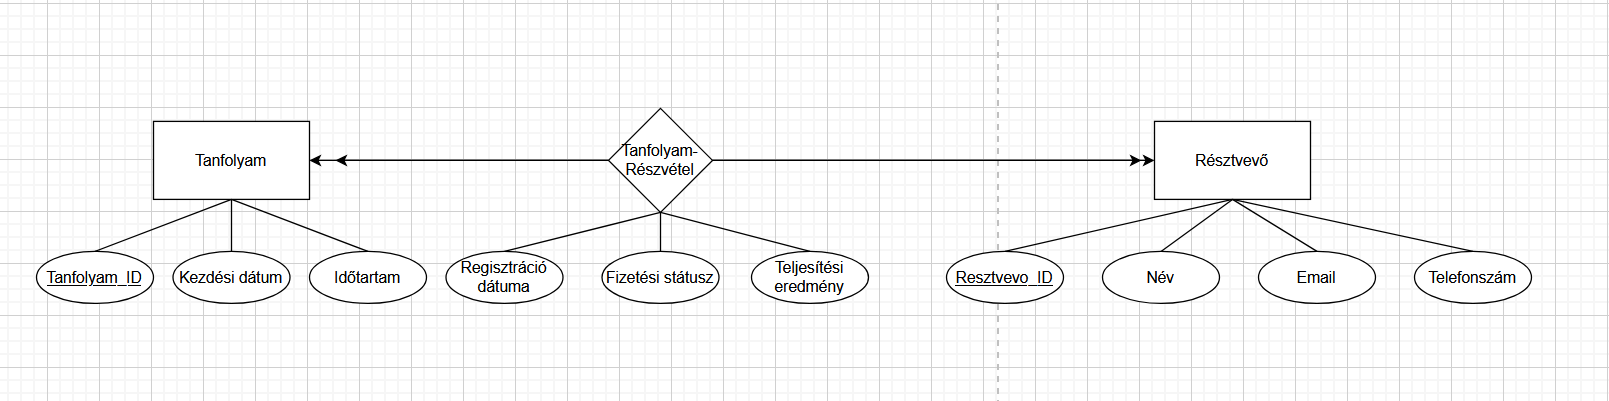 Tanfolyam
Tanfolyam-
Részvétel
Résztvevő
Tanfolyam_ID
Kezdési dátum
Időtartam
Regisztráció
dátuma
Fizetési státusz
Teljesítési
eredmény
Resztvevo_ID
Név
Email
Telefonszám